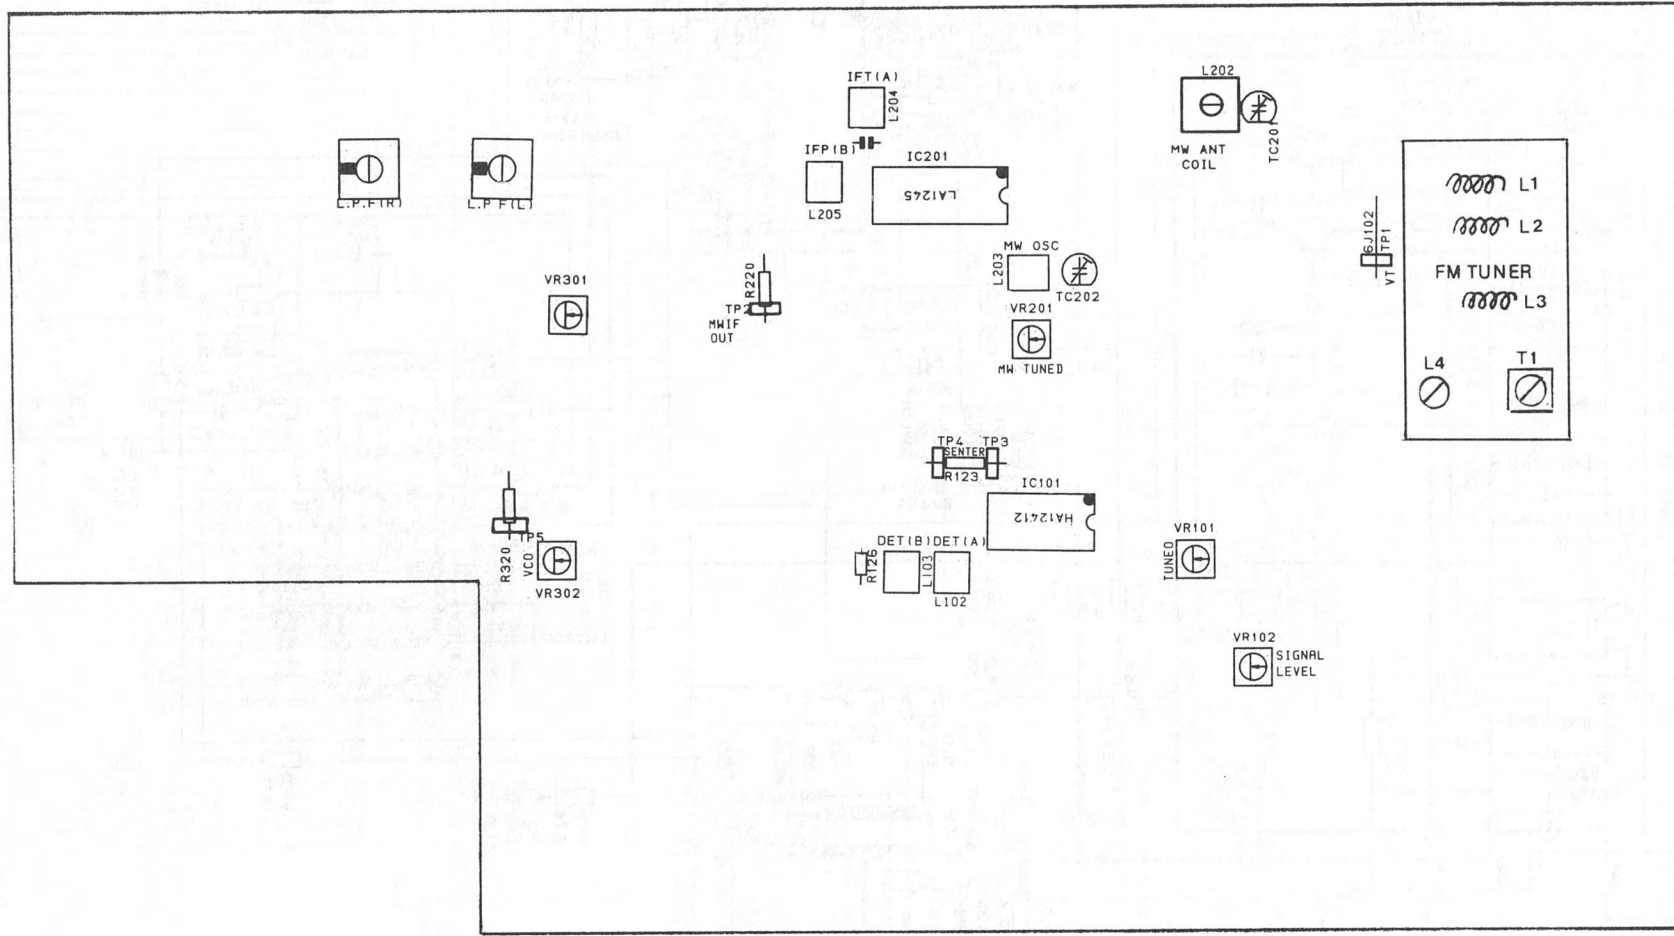 IFT(A)
L204
L202
TC201
MW ANT
COIL
IFP(B)
L205
IC201
LA1245
L.P.F(R)
L.P F(L)
L1
L2
FM TUNER
L3
L4
T1
6J102
TP1
VT
MW OSC
L203
TC202
VR201
MW TUNED
R220
TP2
MWIF
OUT
VR301
TP4
TP3
SENTER
R123
IC101
HA12412
DET(B)
DET(A)
R126
L103
L102
VR101
TUNED
TP5
R320
VCO
VR302
VR102
SIGNAL
LEVEL